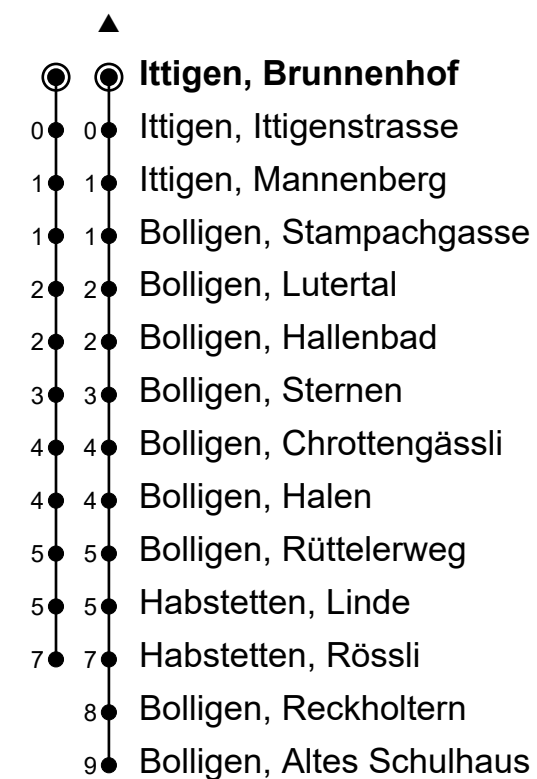 ▲
Ittigen, Brunnenhof
0 0 Ittigen, Ittigenstrasse
1 1 Ittigen, Mannenberg
1 1 Bolligen, Stampachgasse
2 2 Bolligen, Lutertal
2 2 Bolligen, Hallenbad
3 3 Bolligen, Sternen
4 4 Bolligen, Chrottengässli
4 4 Bolligen, Halen
5 5 Bolligen, Rüttelerweg
5 5 Habstetten, Linde
7 7 Habstetten, Rössli
8 Bolligen, Reckholtern
9 Bolligen, Altes Schulhaus